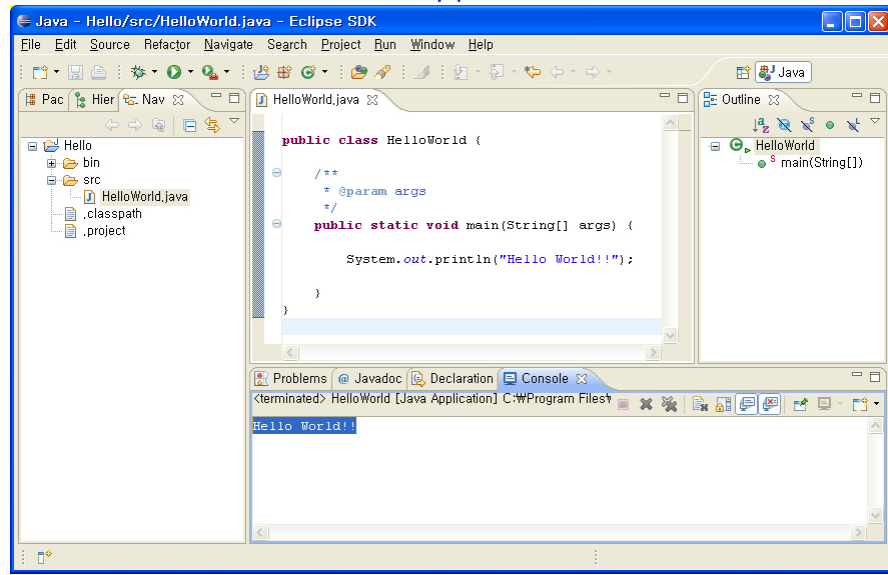 Java - Hello/src/HelloWorld.java - Eclipse SDK
File Edit Source Refactor Navigate Search Project Run Window Help
Java
Pac Hier Nav
HelloWorld.java
Outline
Hello
bin
src
HelloWorld.java
.classpath
.project
public class HelloWorld {
/**
* @param args
*/
public static void main(String[] args) {
System.out.println("Hello World!!");
}
}
HelloWorld
main(String[])
Problems @ Javadoc Declaration Console
<terminated> HelloWorld [Java Application] C:₩Program Files₩
Hello World!!